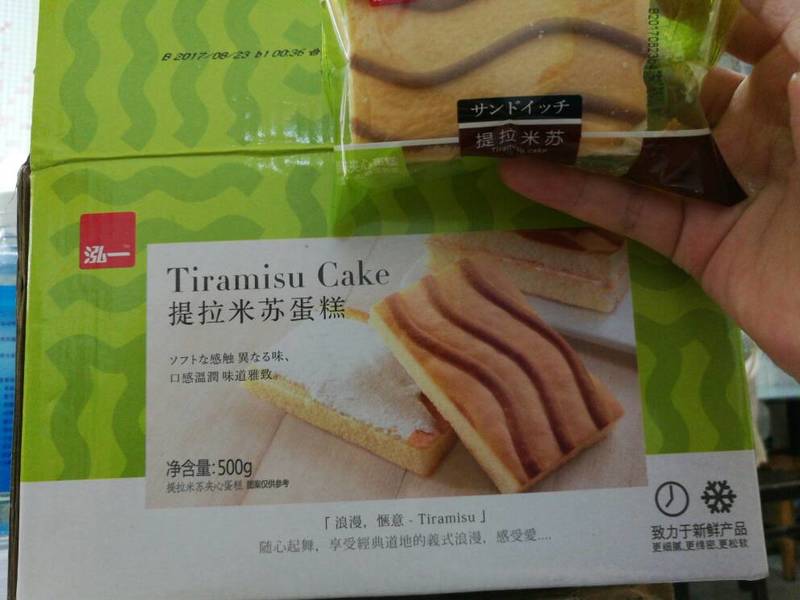 B 2017/08/23 b1 00:36
サンドイッチ
提拉米苏
Tiramisu Cake
泓一
Tiramisu Cake
提拉米苏蛋糕
ソフトな感触 異なる味、
口感溫潤 味道雅致。
净含量:500g
提拉米苏夹心蛋糕 图案仅供参考
「浪漫，愜意 - Tiramisu」
随心起舞，享受經典道地的義式浪漫，感受愛....
致力于新鲜产品
更细腻.更绵密.更松软